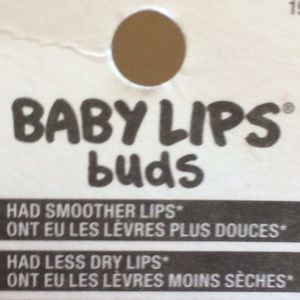 19
BABY LIPS®
buds
HAD SMOOTHER LIPS*
ONT EU LES LÈVRES PLUS DOUCES*
HAD LESS DRY LIPS*
ONT EU LES LÈVRES MOINS SÈCHES*